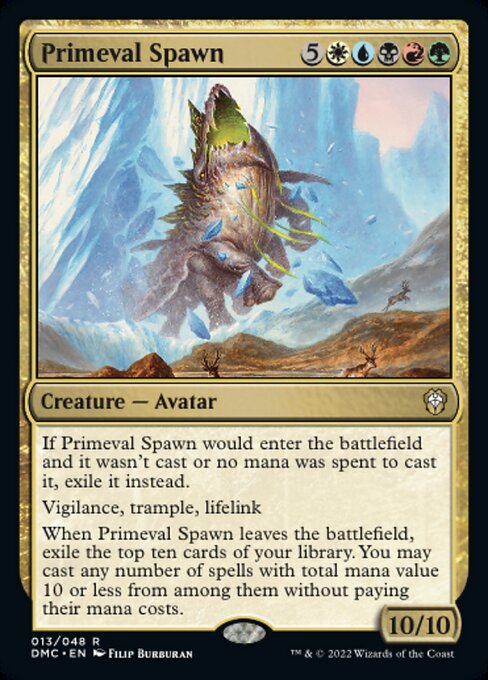 Primeval Spawn 5
Creature — Avatar
If Primeval Spawn would enter the battlefield
and it wasn't cast or no mana was spent to cast
it, exile it instead.
Vigilance, trample, lifelink
When Primeval Spawn leaves the battlefield,
exile the top ten cards of your library. You may
cast any number of spells with total mana value
10 or less from among them without paying
their mana costs.
10/10
013/048 R
DMC • EN Filip Burburan
™ & © 2022 Wizards of the Coast